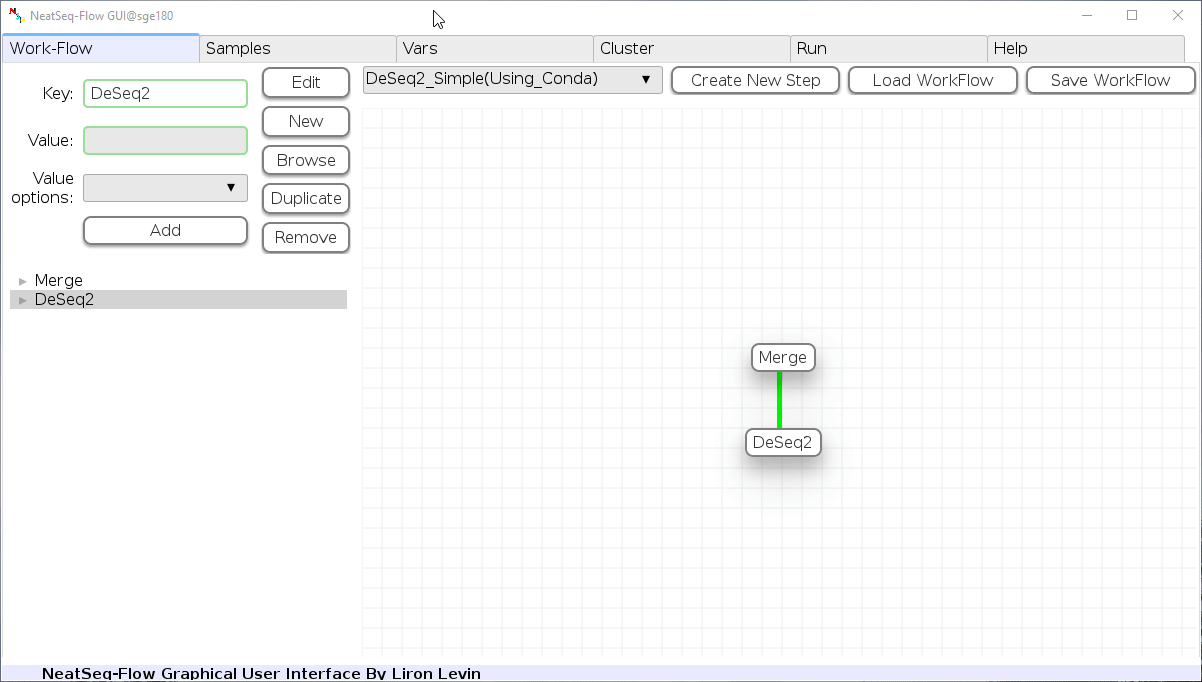 NeatSeq-Flow GUI@sge180
Work-Flow Samples Vars Cluster Run Help
Key: DeSeq2
Value:
Value
options:
Add
Edit
New
Browse
Duplicate
Remove
Merge
DeSeq2
DeSeq2_Simple(Using_Conda) Create New Step Load WorkFlow Save WorkFlow
Merge
DeSeq2
NeatSeq-Flow Graphical User Interface By Liron Levin